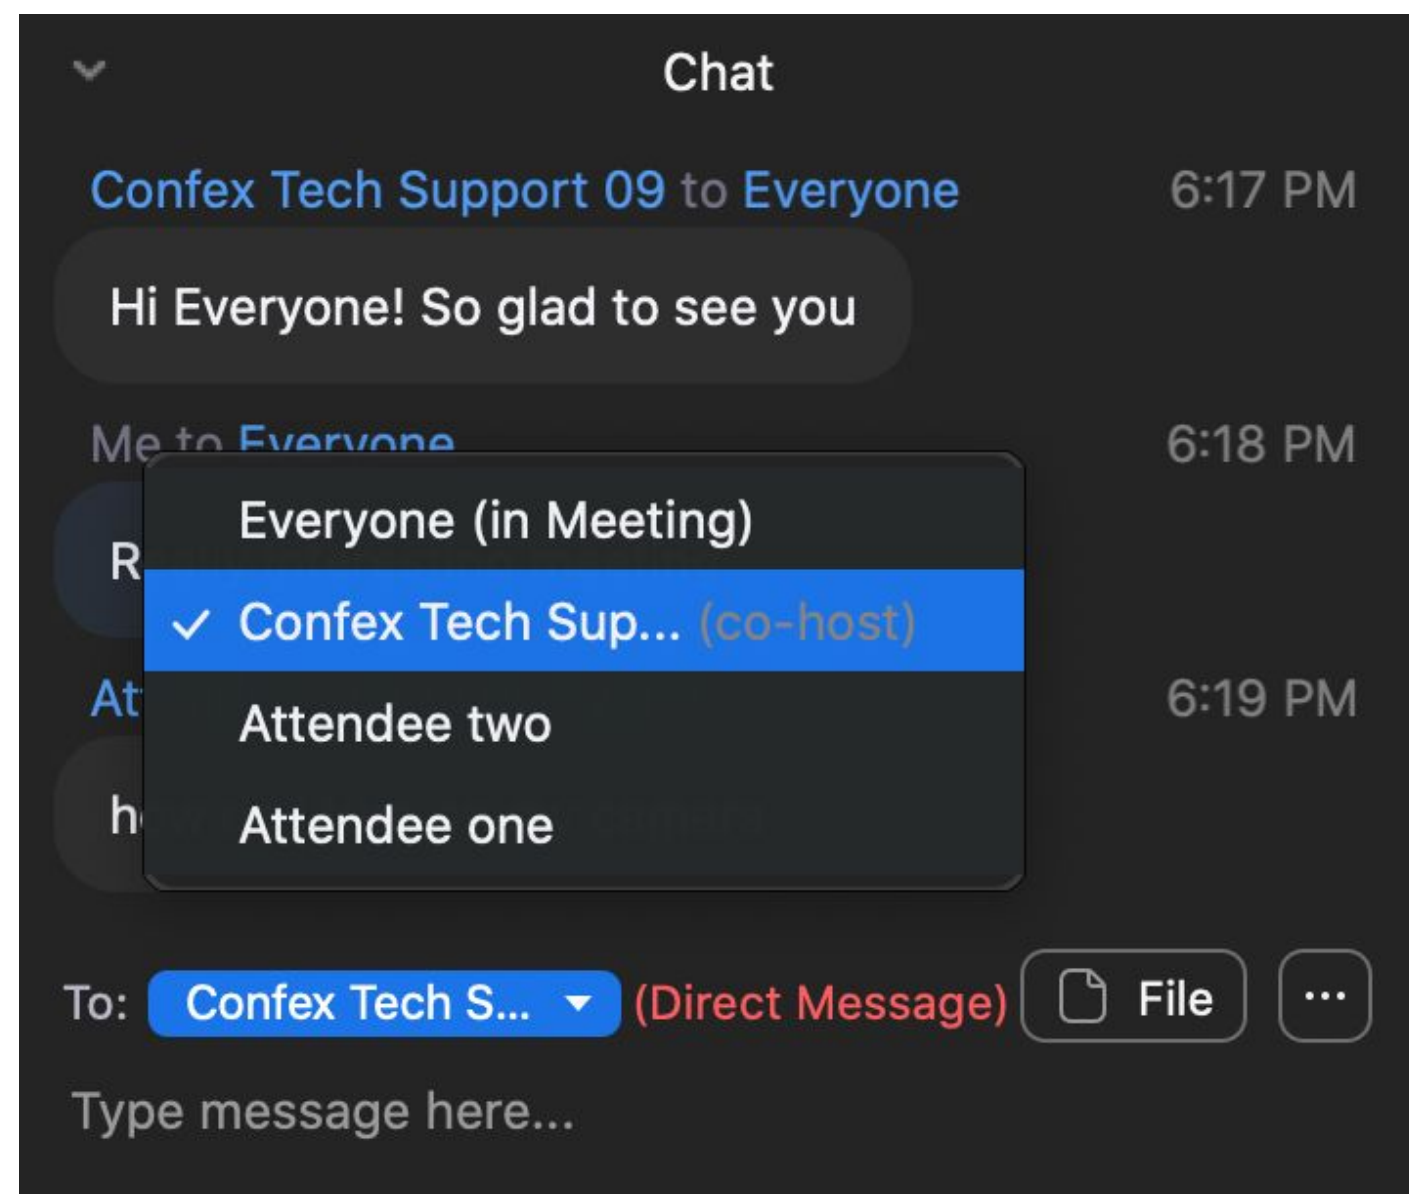 Chat
Confex Tech Support 09 to Everyone 6:17 PM
Hi Everyone! So glad to see you
Me to Everyone 6:18 PM
Everyone (in Meeting)
✓ Confex Tech Sup... (co-host)
6:19 PM
Attendee two
Attendee one
To: Confex Tech S... (Direct Message) File ...
Type message here...